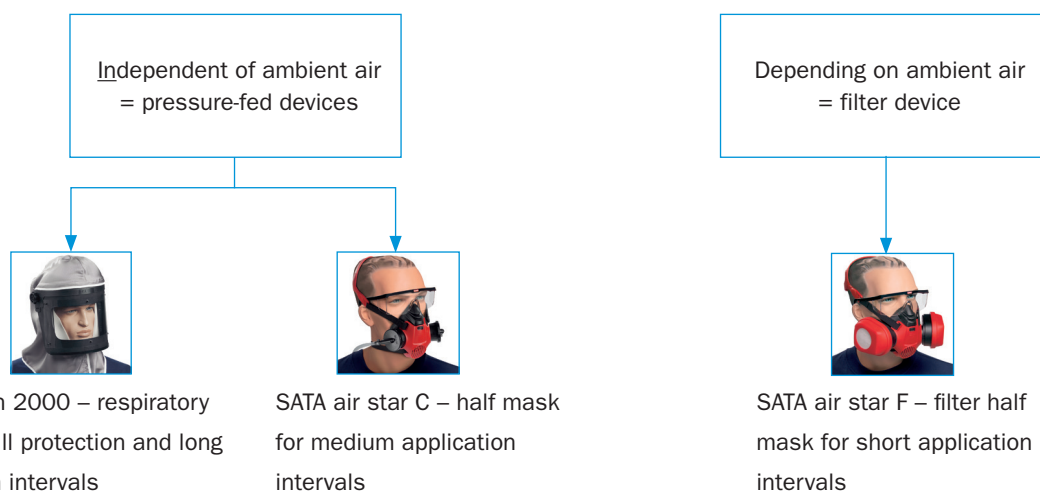 Independent of ambient air
= pressure-fed devices
Depending on ambient air
= filter device
2000 – respiratory
protection and long
intervals
SATA air star C – half mask
for medium application
intervals
SATA air star F – filter half
mask for short application
intervals